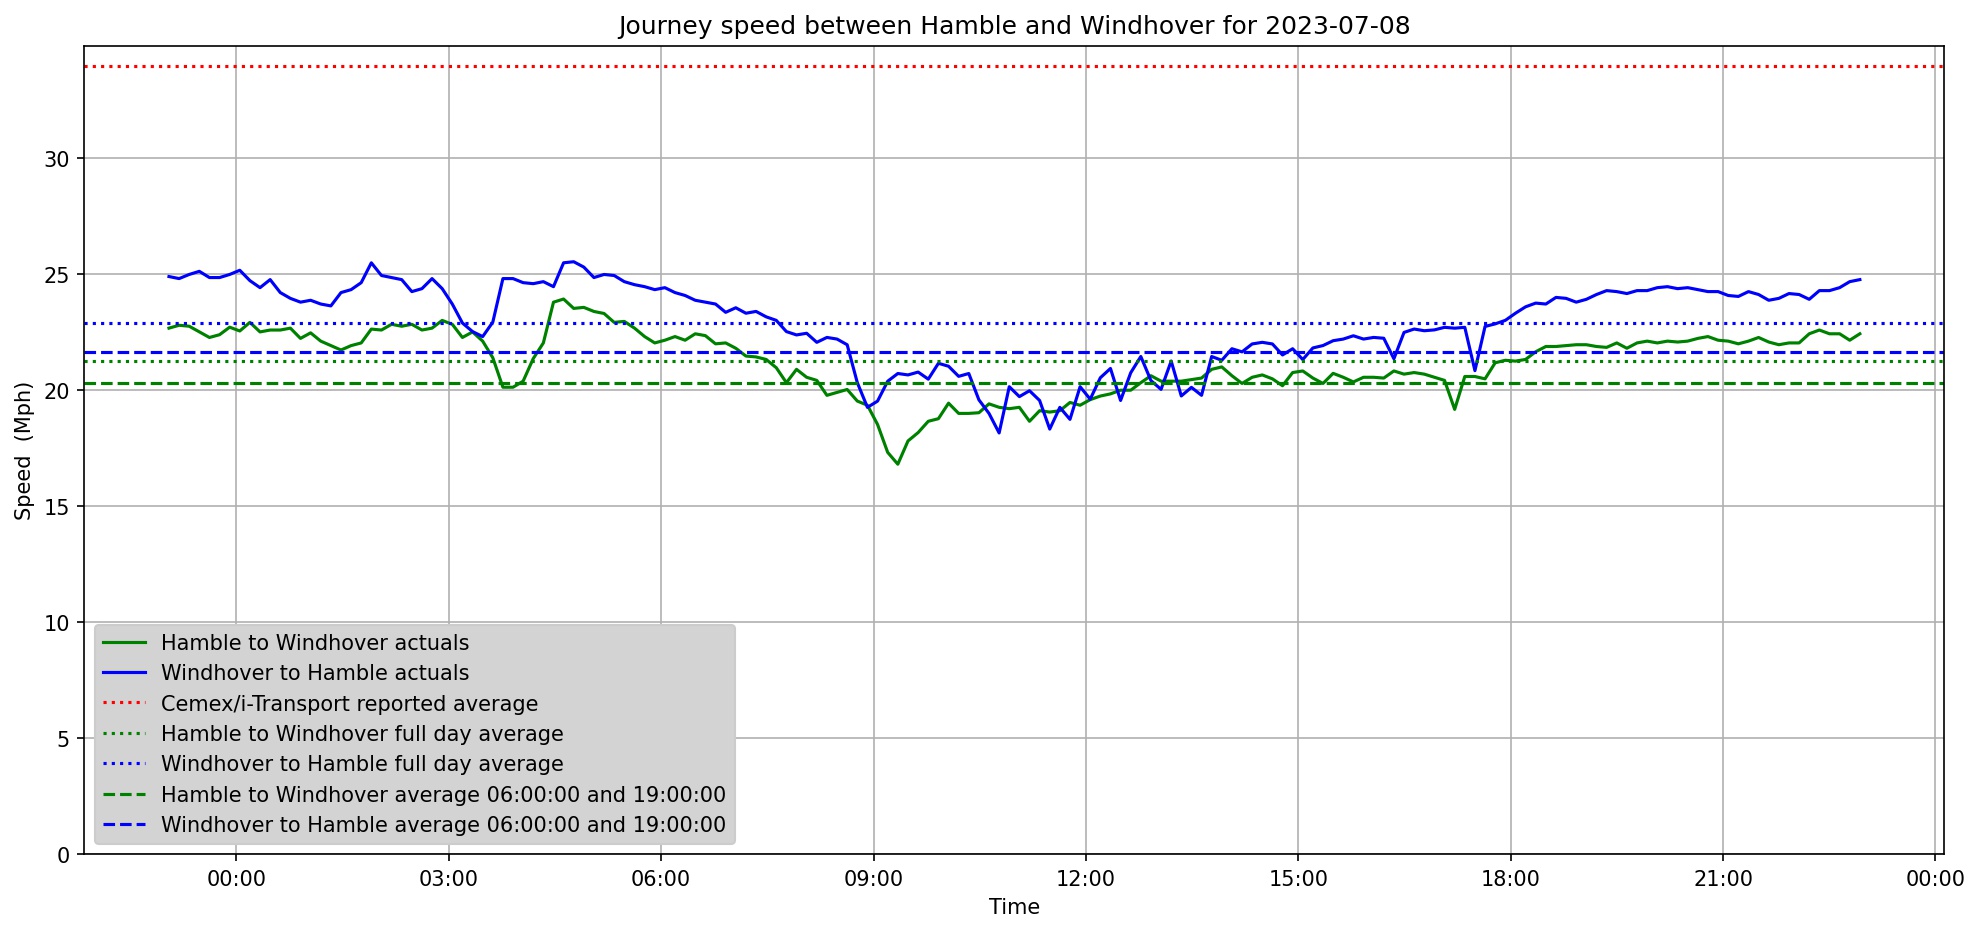 Journey speed between Hamble and Windhover for 2023-07-08
Speed (Mph)
30
25
20
15
10
5
0
Hamble to Windhover actuals
Windhover to Hamble actuals
Cemex/i-Transport reported average
Hamble to Windhover full day average
Windhover to Hamble full day average
Hamble to Windhover average 06:00:00 and 19:00:00
Windhover to Hamble average 06:00:00 and 19:00:00
00:00 03:00 06:00 09:00 12:00 15:00 18:00 21:00 00:00
Time